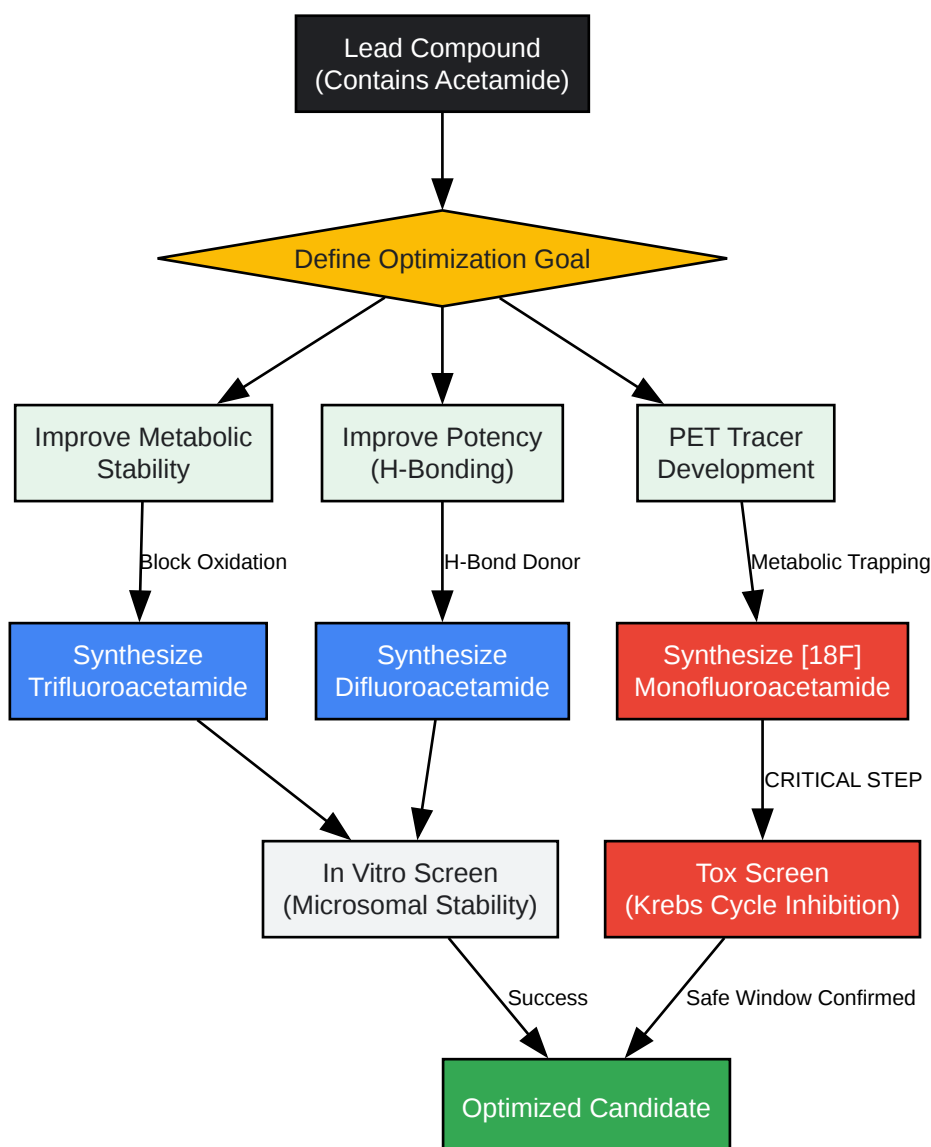 Lead Compound
(Contains Acetamide)
Define Optimization Goal
Improve Metabolic
Stability
Improve Potency
(H-Bonding)
PET Tracer
Development
Block Oxidation
H-Bond Donor
Metabolic Trapping
Synthesize
Trifluoroacetamide
Synthesize
Difluoroacetamide
Synthesize [18F]
Monofluoroacetamide
CRITICAL STEP
In Vitro Screen
(Microsomal Stability)
Tox Screen
(Krebs Cycle Inhibition)
Success
Safe Window Confirmed
Optimized Candidate